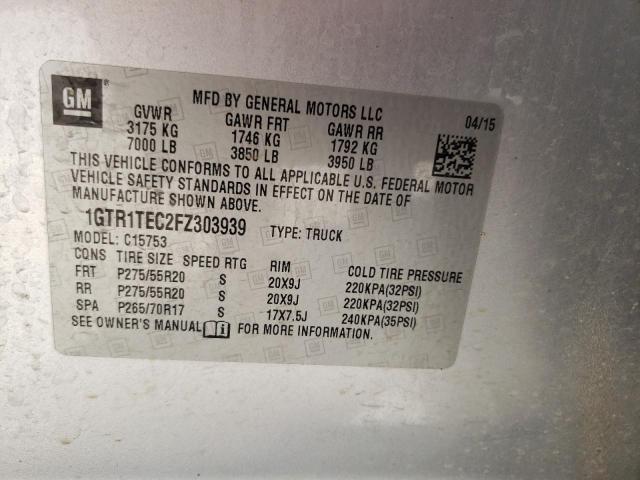 GM
MFD BY GENERAL MOTORS LLC
04/15
GVWR GAWR FRT GAWR RR
3175 KG 1746 KG 1792 KG
7000 LB 3850 LB 3950 LB
THIS VEHICLE CONFORMS TO ALL APPLICABLE U.S. FEDERAL MOTOR
VEHICLE SAFETY STANDARDS IN EFFECT ON THE DATE OF
MANUFACTURE SHOWN ABOVE.
1GTR1TEC2FZ303939 TYPE: TRUCK
MODEL: C15753
CQNS TIRE SIZE SPEED RTG RIM COLD TIRE PRESSURE
FRT P275/55R20 S 20X9J 220KPA(32PSI)
RR P275/55R20 S 20X9J 220KPA(32PSI)
SPA P265/70R17 S 17X7.5J 240KPA(35PSI)
SEE OWNER'S MANUAL FOR MORE INFORMATION.